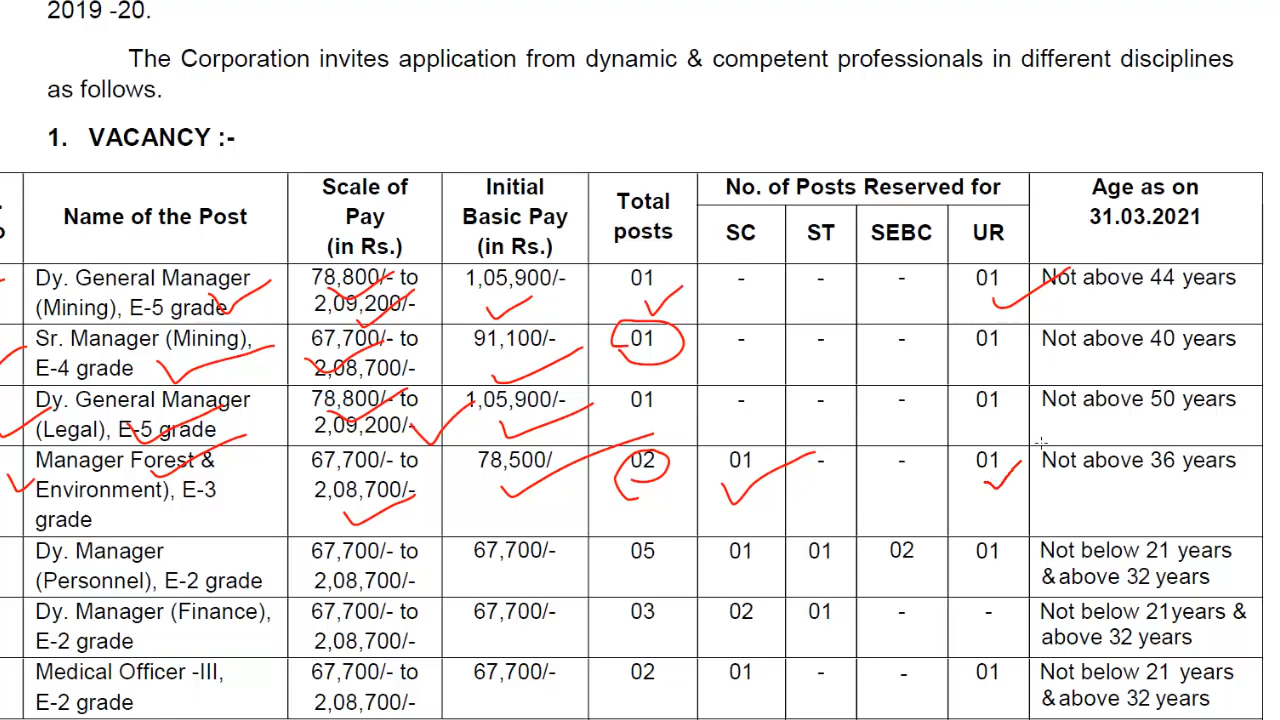 2019 -20.
The Corporation invites application from dynamic & competent professionals in different disciplines
as follows.
1. VACANCY :-
Name of the Post
Scale of
Pay
(in Rs.)
Initial
Basic Pay
(in Rs.)
Total
posts
No. of Posts Reserved for
SC
ST
SEBC
UR
Age as on
31.03.2021
Dy. General Manager
(Mining), E-5 grade
78,800/- to
2,09,200/-
1,05,900/-
01
-
-
-
01
Not above 44 years
Sr. Manager (Mining),
E-4 grade
67,700/- to
2,08,700/-
91,100/-
01
-
-
-
01
Not above 40 years
Dy. General Manager
(Legal), E-5 grade
78,800/- to
2,09,200/-
1,05,900/-
01
-
-
-
01
Not above 50 years
Manager Forest &
Environment), E-3
grade
67,700/- to
2,08,700/-
78,500/
02
01
-
-
01
Not above 36 years
Dy. Manager
(Personnel), E-2 grade
67,700/- to
2,08,700/-
67,700/-
05
01
01
02
01
Not below 21 years
&above 32 years
Dy. Manager (Finance),
E-2 grade
67,700/- to
2,08,700/-
67,700/-
03
02
01
-
-
Not below 21years &
above 32 years
Medical Officer -III,
E-2 grade
67,700/- to
2,08,700/-
67,700/-
02
01
-
-
01
Not below 21 years
&above 32 years